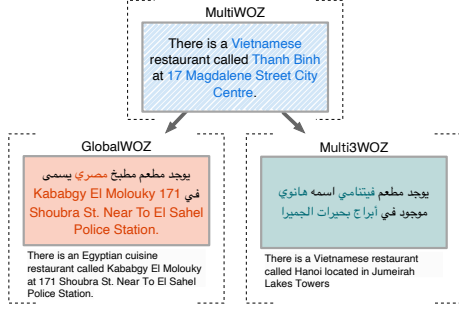 MultiWOZ
There is a Vietnamese
restaurant called Thanh Binh
at 17 Magdalene Street City
Centre.
GlobalWOZ
يوجد مطعم مطبخ مصري يسمى
في Kababgy El Molouky 171
Shoubra St. Near To El Sahel
Police Station.
There is an Egyptian cuisine
restaurant called Kababgy El Molouky
at 171 Shoubra St. Near To El Sahel
Police Station.
Multi3WOZ
يوجد مطعم فيتنامي اسمه هانوي
موجود في أبراج بحيرات الجميرا
There is a Vietnamese restaurant
called Hanoi located in Jumeirah
Lakes Towers